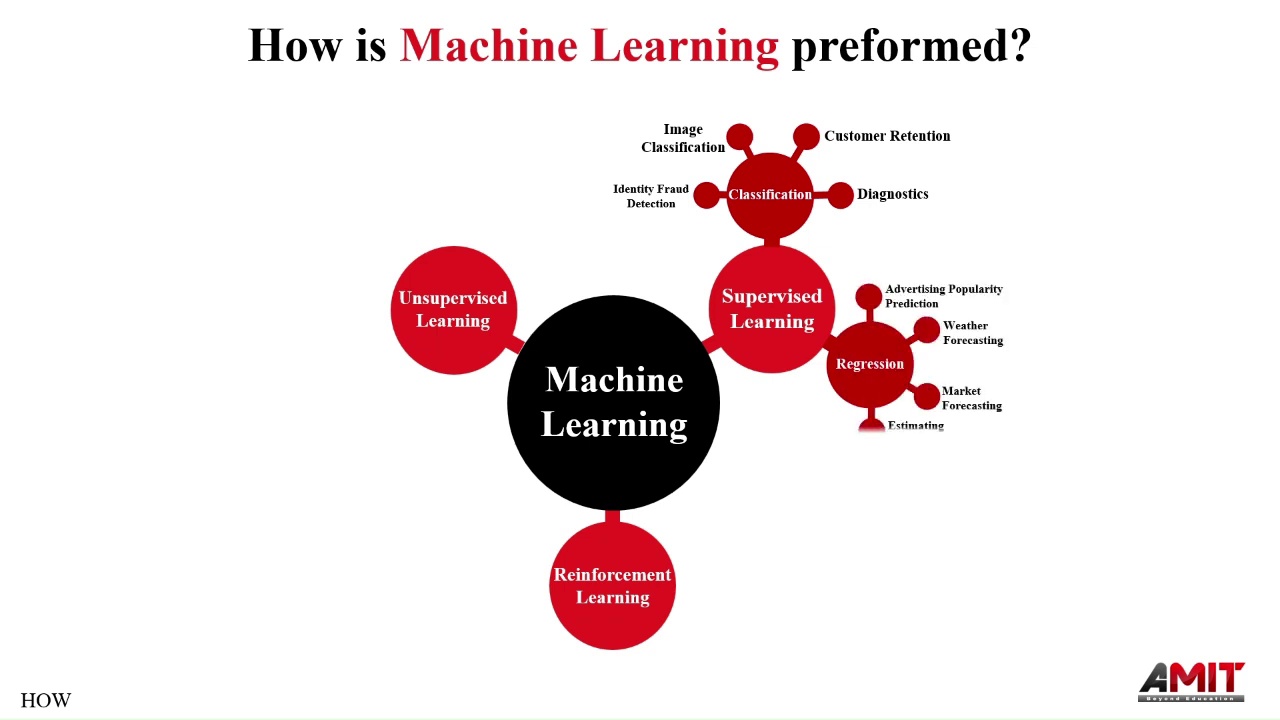 How is Machine Learning preformed?
Image
Classification
Customer Retention
Identity Fraud
Detection
Classification
Diagnostics
Unsupervised
Learning
Supervised
Learning
Advertising Popularity
Prediction
Weather
Forecasting
Regression
Market
Forecasting
Estimating
Machine
Learning
Reinforcement
Learning
HOW
AMIT
Beyond Education